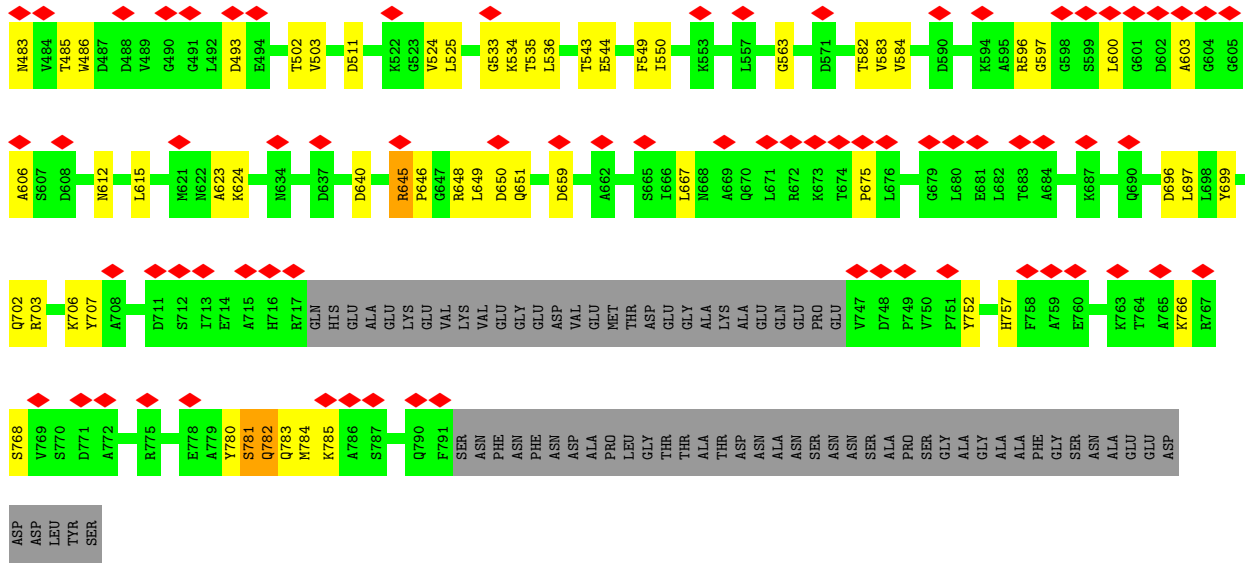 N483 V484 T485 W486 D487 D488 V489 G490 G491 L492 D493 E494 T502 V503 D511 K522 G523 V524 L525 G533 K534 T535 L536 T543 E544 F549 I550 K553 L557 G563 D571 T582 V583 V584 D590 K594 A595 R596 G597 G598 S599 L600 G601 D602 A603 G604 G605
A606 S607 D608 N612 L615 M621 N622 A623 K624 N634 D637 D640 R645 P646 G647 R648 L649 D650 Q651 D659 A662 S665 I666 L667 N668 A669 Q670 L671 R672 K673 T674 P675 L676 G679 L680 E681 L682 T683 A684 K687 Q690 D696 L697 L698 Y699
Q702 R703 K706 Y707 A708 D711 S712 I713 E714 A715 H716 R717 GLN HIS GLU ALA GLU LYS GLU VAL LYS VAL GLU GLY GLU ASP VAL GLU MET THR ASP GLU GLY ALA LYS ALA GLU GLN GLU PRO GLU V747 D748 P749 V750 P751 Y752 H757 F758 A759 E760 K763 T764 A765 K766 R767
S768 V769 S770 D771 A772 R775 E778 A779 Y780 S781 Q782 Q783 M784 K785 A786 S787 Q790 F791 SER ASN PHE ASN PHE ASN ASP ALA PRO LEU GLY THR THR ALA THR ASP ASN ALA ASN SER ASN ASN SER ALA PRO SER GLY ALA GLY ALA ALA PHE GLY SER ASN ALA GLU GLU ASP
ASP ASP LEU TYR SER